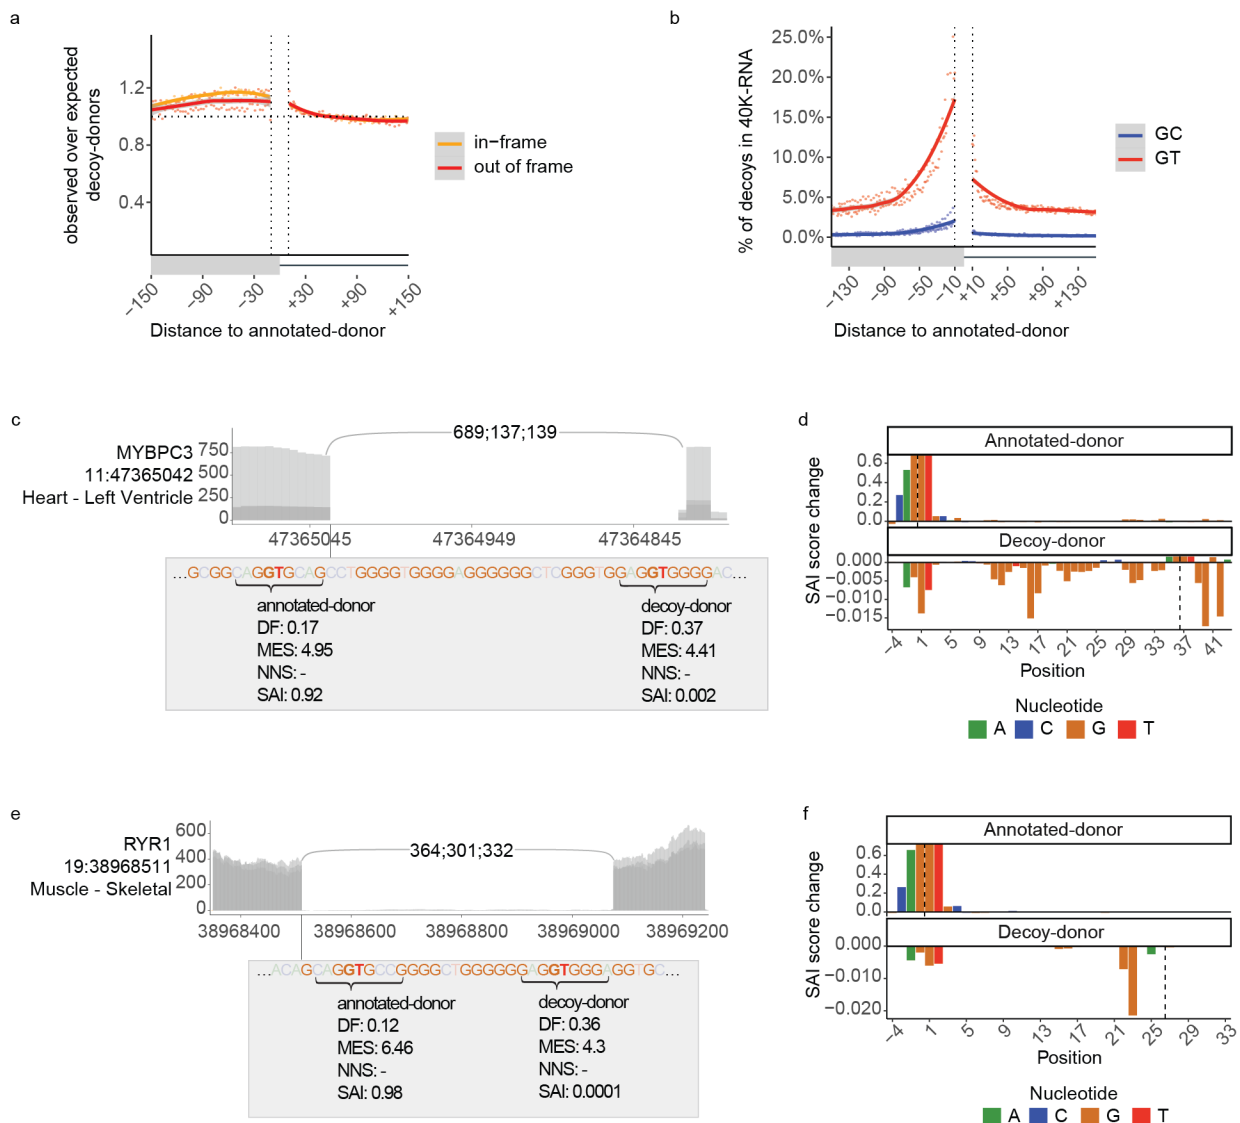 a
observed over expected
decoy-donors
1.2
0.8
0.4
−150
−90
−30
+30
+90
+150
Distance to annotated-donor
in−frame
out of frame
b
% of decoys in 40K-RNA
25.0%
20.0%
15.0%
10.0%
5.0%
0.0%
−130
−90
−50
−10
+10
+50
+90
+130
Distance to annotated-donor
GC
GT
c
MYBPC3
11:47365042
Heart - Left Ventricle
750
500
250
0
689;137;139
47365045
47364949
47364845
...GCGGCAGGTGCAGCCTGGGGTGGGGAGGGGGGCTCGGGTGGAGGTGGGGAC...
annotated-donor
DF: 0.17
MES: 4.95
NNS: -
SAI: 0.92
decoy-donor
DF: 0.37
MES: 4.41
NNS: -
SAI: 0.002
d
SAI score change
Annotated-donor
0.6
0.4
0.2
0.0
Decoy-donor
0.000
−0.005
−0.010
−0.015
−4
1
5
9
13
17
21
25
29
33
37
41
Position
Nucleotide
A
C
G
T
e
RYR1
19:38968511
Muscle - Skeletal
600
400
200
0
364;301;332
38968400
38968600
38968800
38969000
38969200
...ACAGCAGGTGCCGGGGCTGGGGGGAGGTGGGAGGTGC...
annotated-donor
DF: 0.12
MES: 6.46
NNS: -
SAI: 0.98
decoy-donor
DF: 0.36
MES: 4.3
NNS: -
SAI: 0.0001
f
SAI score change
Annotated-donor
0.6
0.4
0.2
0.0
Decoy-donor
0.000
−0.010
−0.020
−4
1
5
9
13
17
21
25
29
33
Position
Nucleotide
A
C
G
T